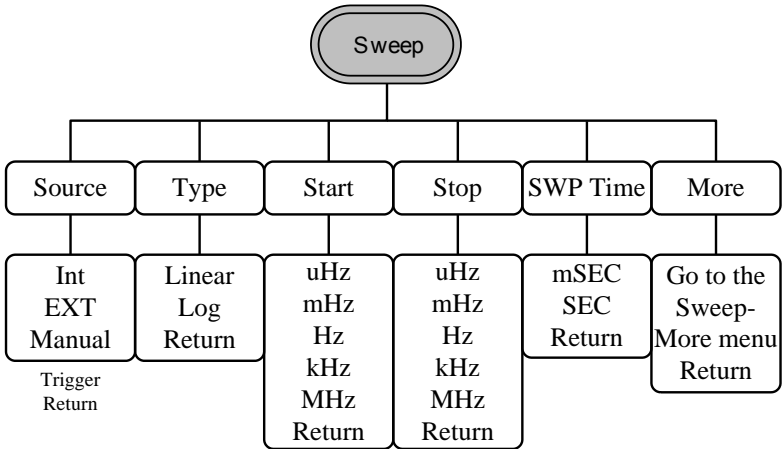 Sweep
Source
Type
Start
Stop
SWP Time
More
Int
EXT
Manual
Trigger
Return
Linear
Log
Return
uHz
mHz
Hz
kHz
MHz
Return
uHz
mHz
Hz
kHz
MHz
Return
mSEC
SEC
Return
Go to the
Sweep-
More menu
Return